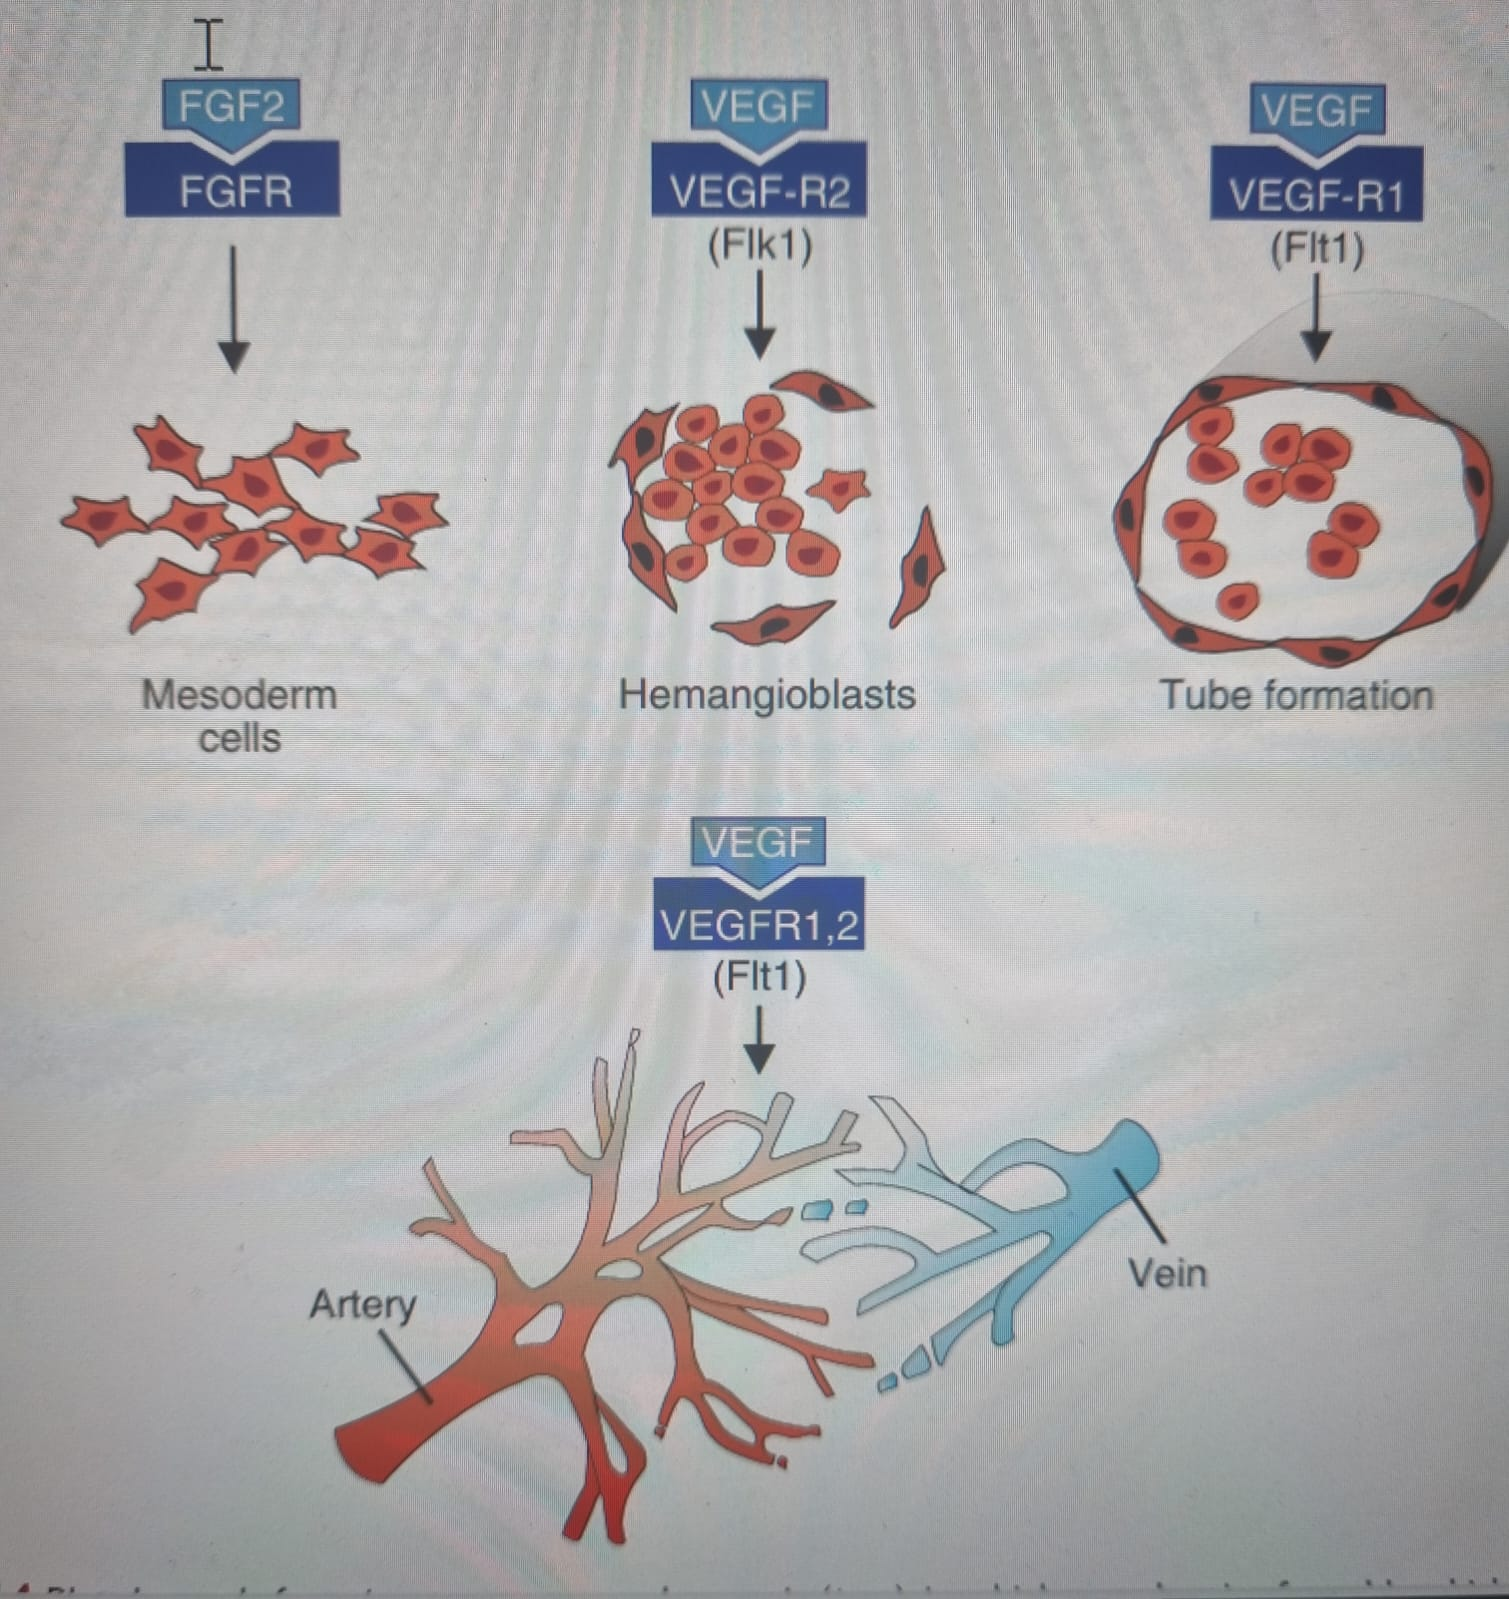 FGF2
FGFR
VEGF
VEGF-R2
(Flk1)
VEGF
VEGF-R1
(Flt1)
Mesoderm
cells
Hemangioblasts
Tube formation
VEGF
VEGFR1,2
(Flt1)
Artery
Vein